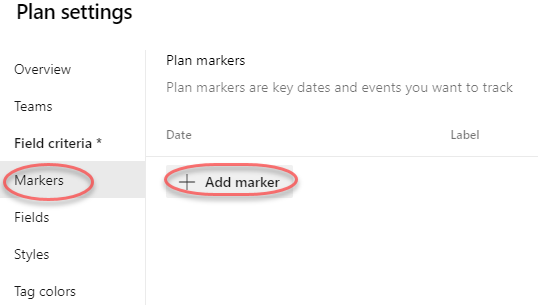 Plan settings
Overview
Teams
Field criteria *
Markers
Fields
Styles
Tag colors
Plan markers
Plan markers are key dates and events you want to track
Date Label
+ Add marker